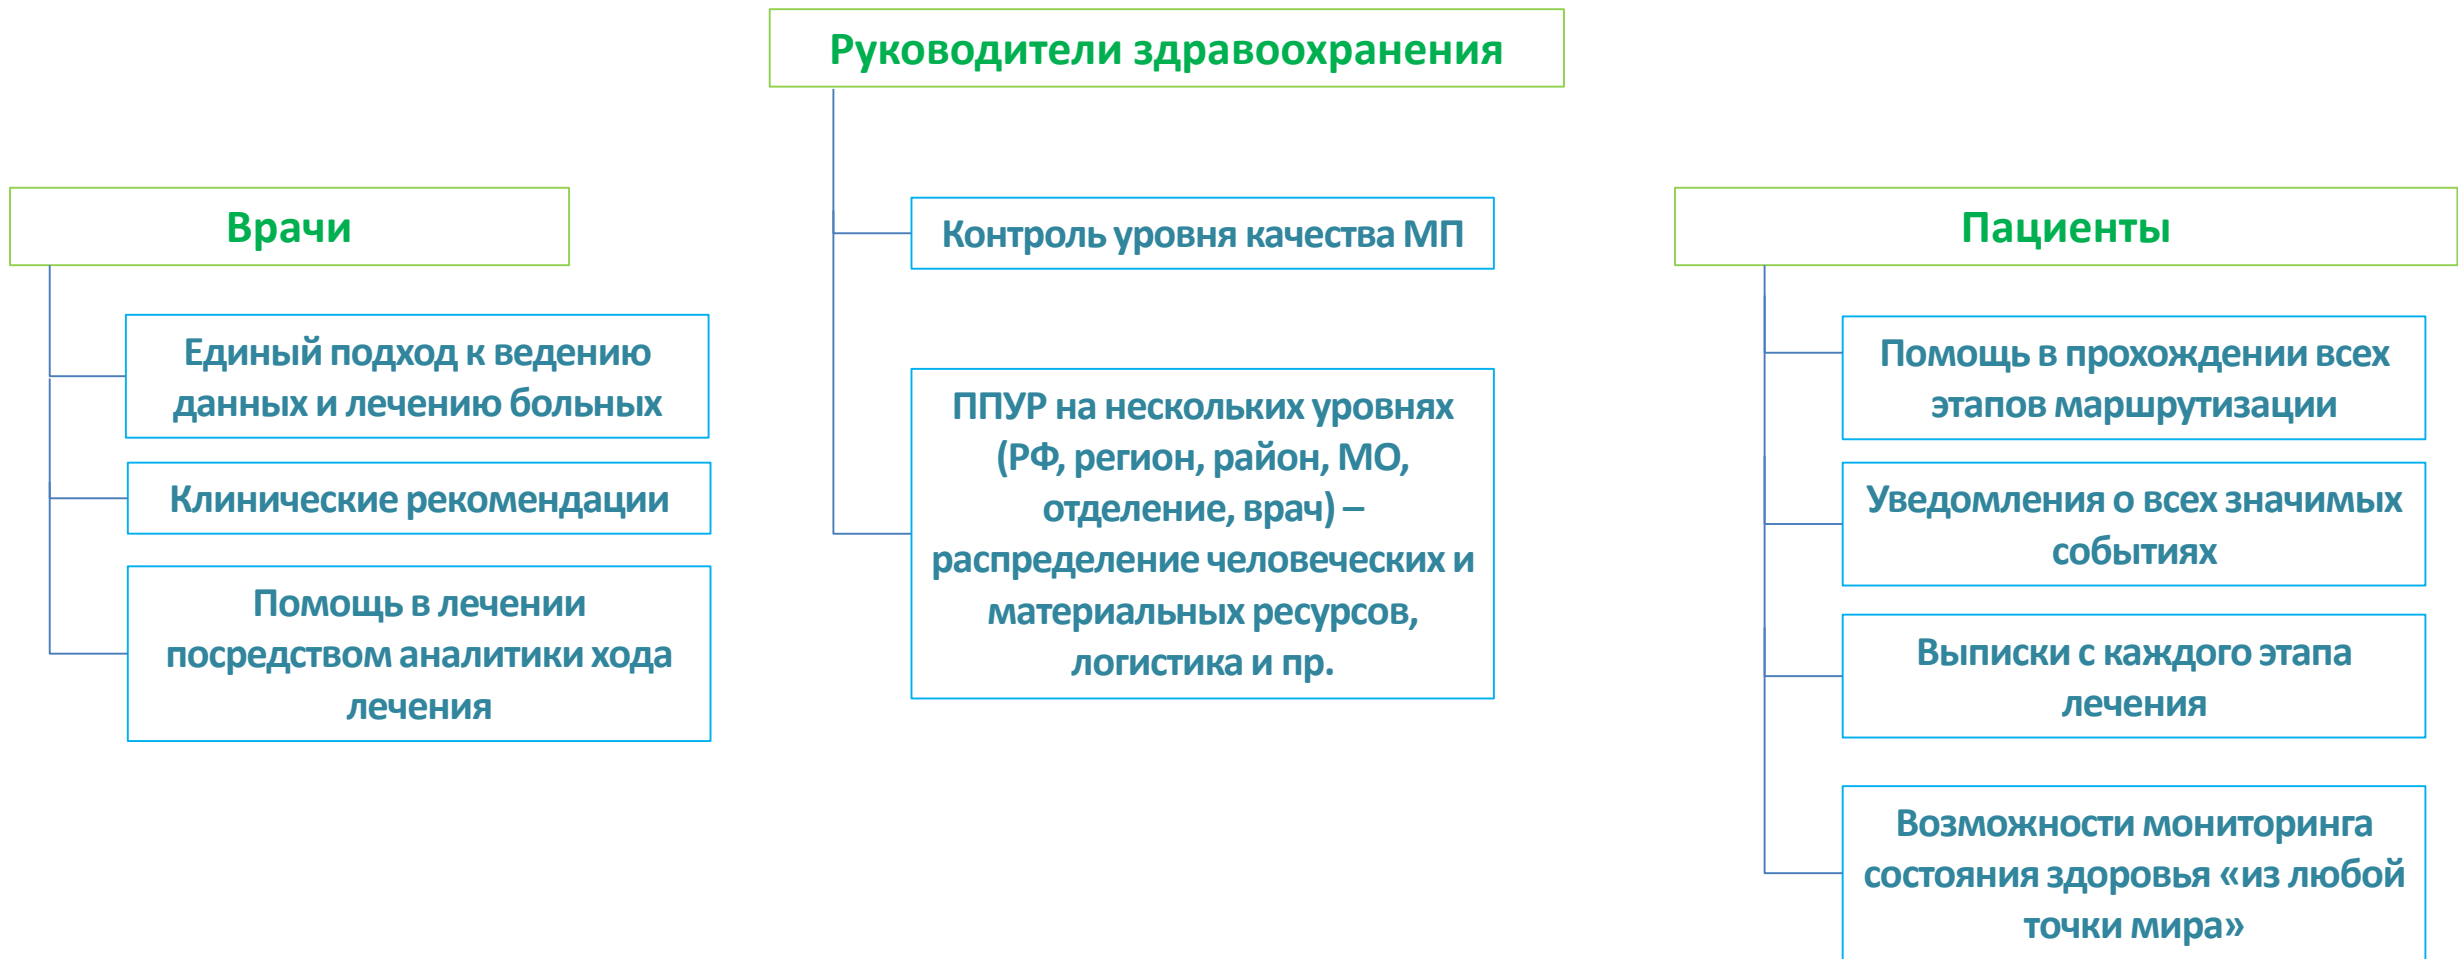 Руководители здравоохранения
Контроль уровня качества МП
ППУР на нескольких уровнях
(РФ, регион, район, МО,
отделение, врач) –
распределение человеческих и
материальных ресурсов,
логистика и пр.
Врачи
Единый подход к ведению
данных и лечению больных
Клинические рекомендации
Помощь в лечении
посредством аналитики хода
лечения
Пациенты
Помощь в прохождении всех
этапов маршрутизации
Уведомления о всех значимых
событиях
Выписки с каждого этапа
лечения
Возможности мониторинга
состояния здоровья «из любой
точки мира»